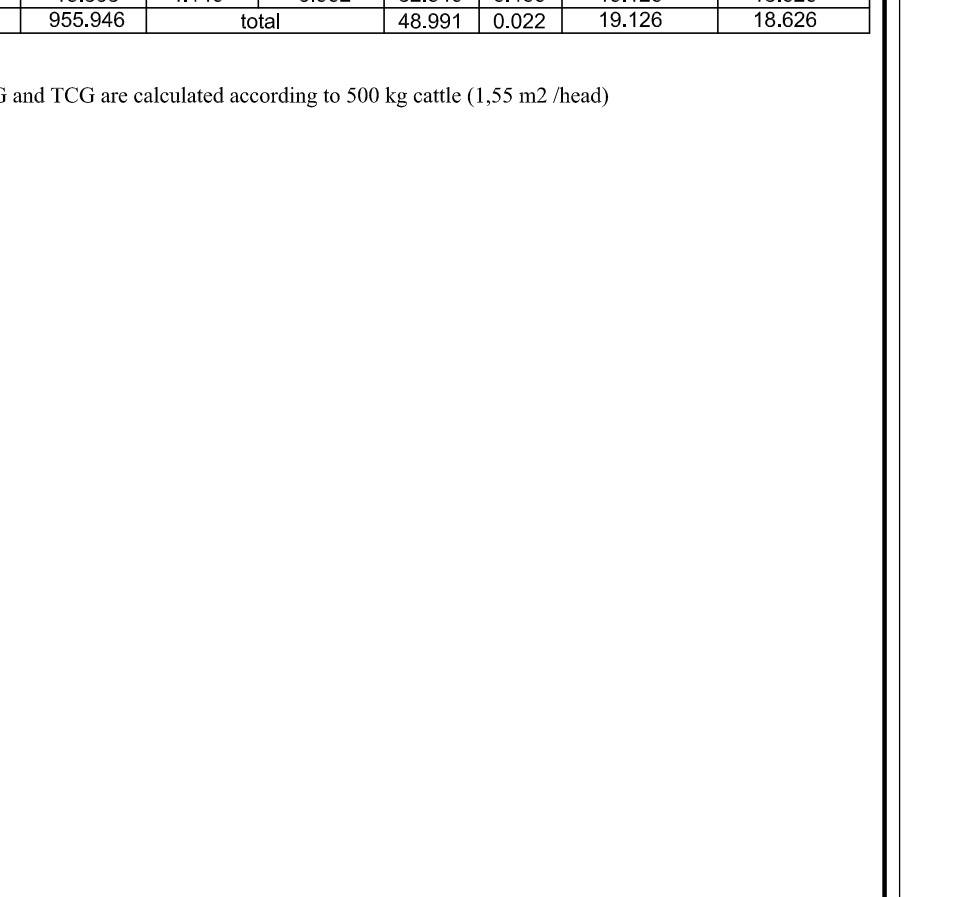 955.946 total 48.991 0.022 19.126 18.626
and TCG are calculated according to 500 kg cattle (1,55 m2 /head)